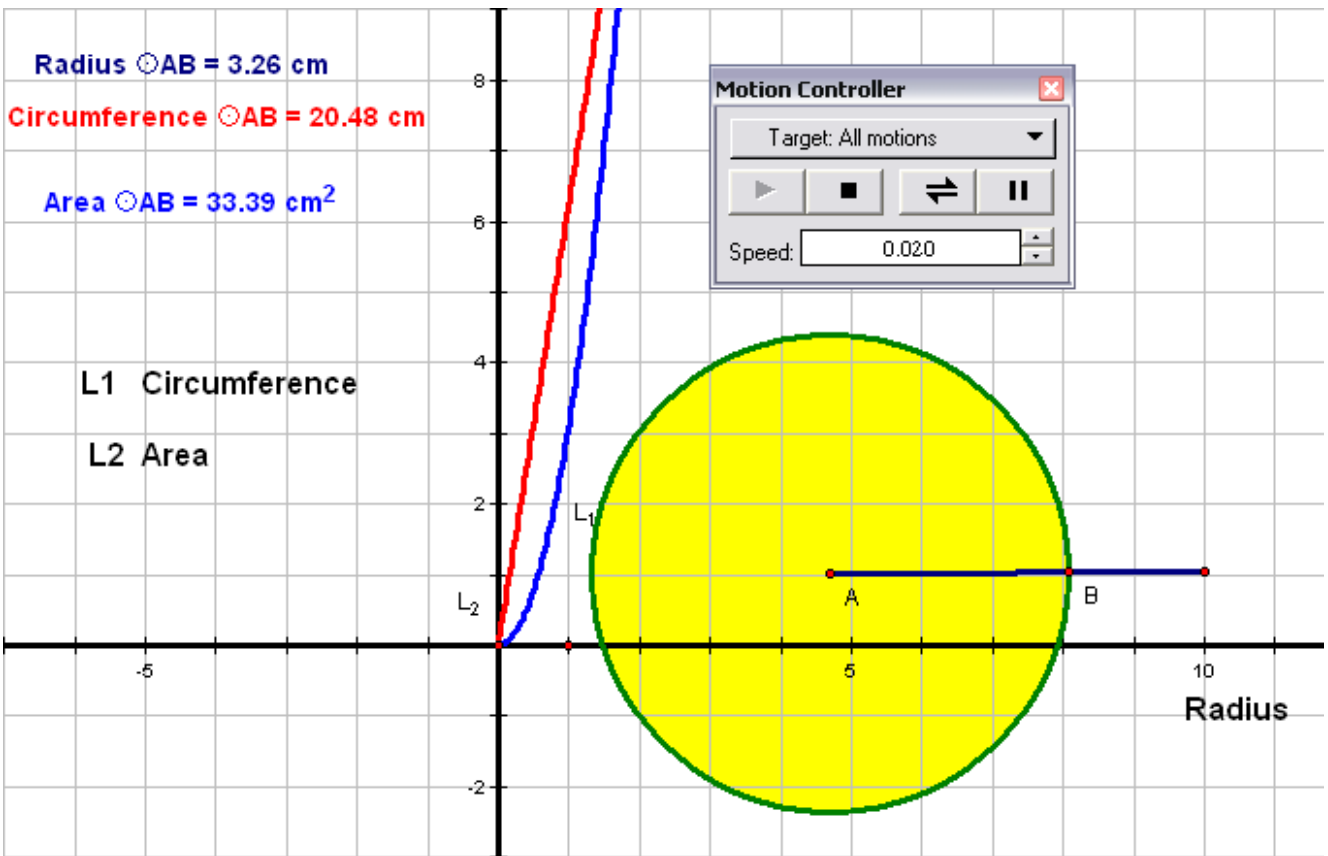 Radius ⊙AB = 3.26 cm
Circumference ⊙AB = 20.48 cm
Area ⊙AB = 33.39 cm²
Motion Controller
Target: All motions
Speed: 0.020
L1 Circumference
L2 Area
8
6
4
2
-2
-5
5
10
L₁
L₂
A
B
Radius